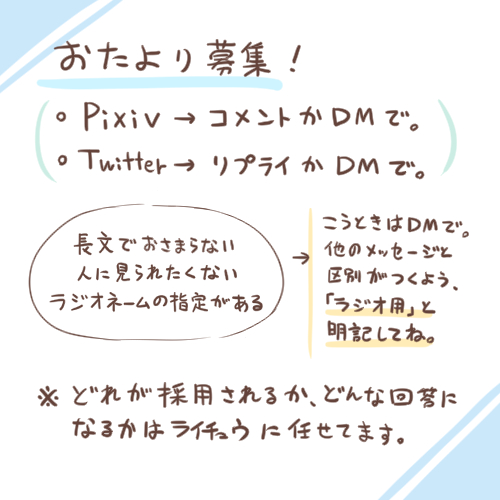 おたより募集！
○ Pixiv → コメントかDMで。
○ Twitter → リプライかDMで。
長文でおさまらない
人に見られたくない
ラジオネームの指定がある
→
こうときはDMで。
他のメッセージと
区別がつくよう、
「ラジオ用」と
明記してね。
※ どれが採用されるか、どんな回答に
なるかはライチュウに任せてます。